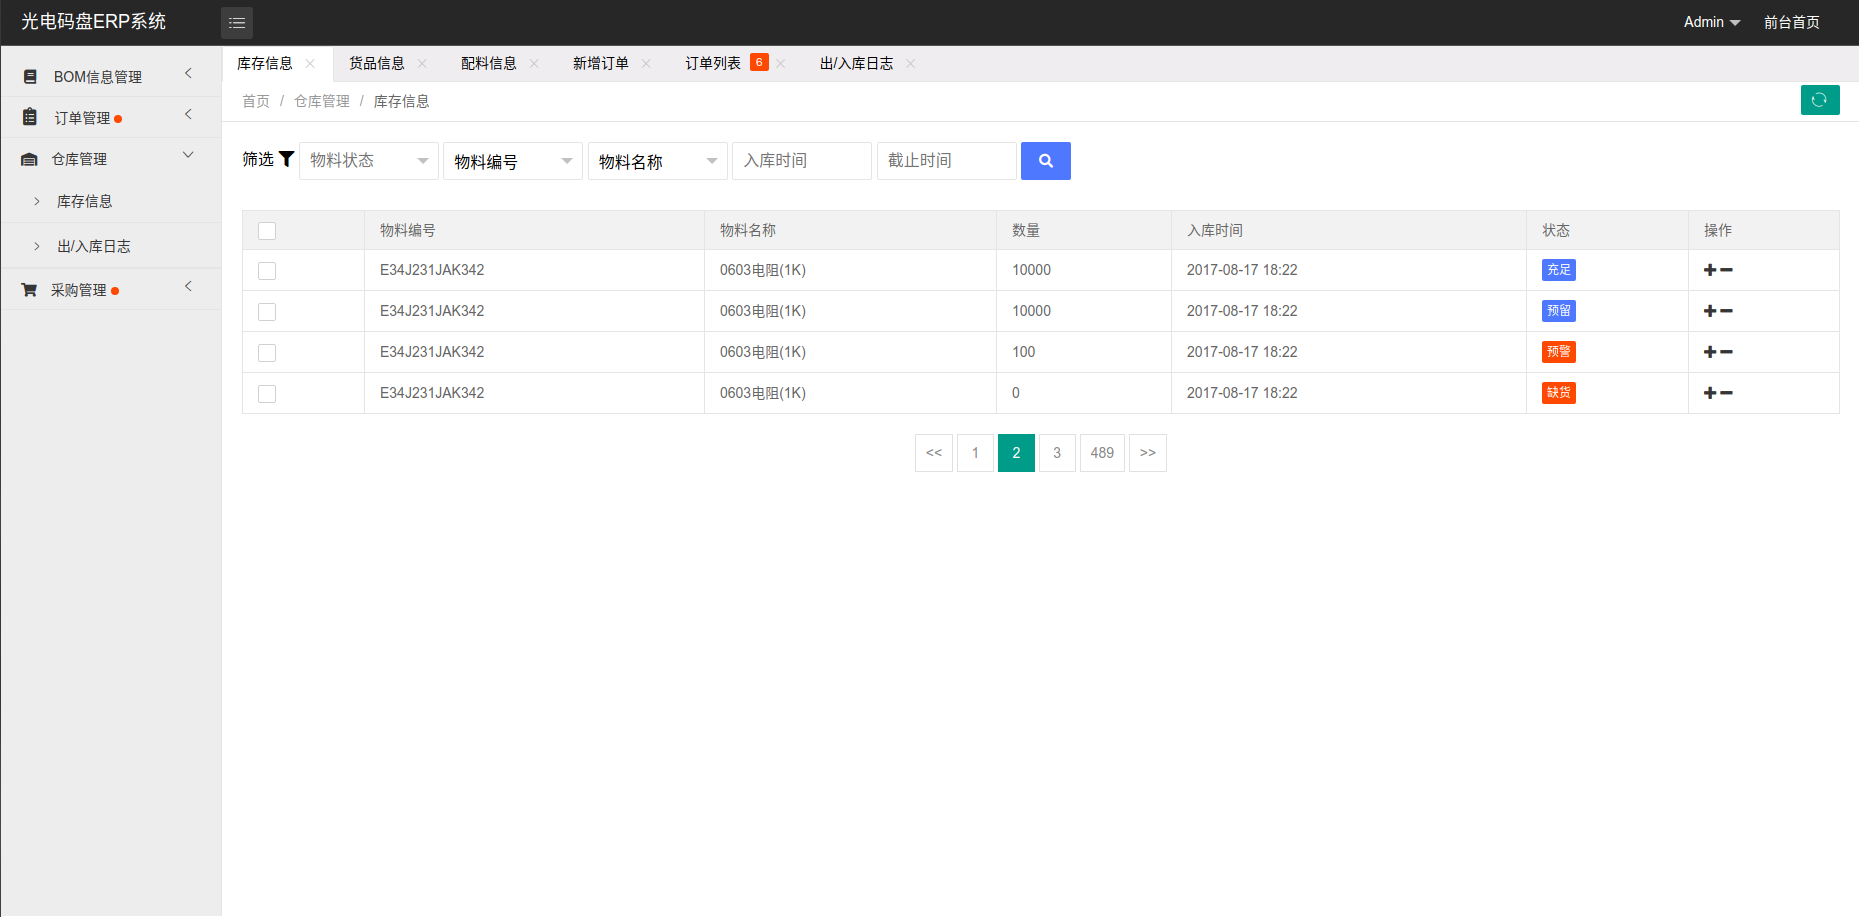 光电码盘ERP系统
Admin 前台首页
BOM信息管理
订单管理
仓库管理
库存信息
出/入库日志
采购管理
库存信息 货品信息 配料信息 新增订单 订单列表 6 出/入库日志
首页 / 仓库管理 / 库存信息
筛选 物料状态 物料编号 物料名称 入库时间 截止时间
物料编号 物料名称 数量 入库时间 状态 操作
E34J231JAK342 0603电阻(1K) 10000 2017-08-17 18:22 充足
E34J231JAK342 0603电阻(1K) 10000 2017-08-17 18:22 预留
E34J231JAK342 0603电阻(1K) 100 2017-08-17 18:22 预警
E34J231JAK342 0603电阻(1K) 0 2017-08-17 18:22 缺货
<< 1 2 3 489 >>